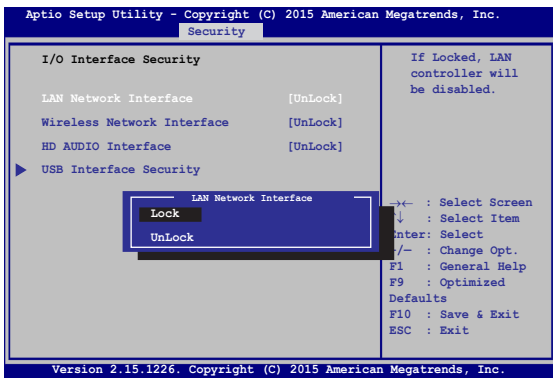 Aptio Setup Utility - Copyright (C) 2015 American Megatrends, Inc.
Security
I/O Interface Security
LAN Network Interface [UnLock]
Wireless Network Interface [UnLock]
HD AUDIO Interface [UnLock]
USB Interface Security
LAN Network Interface
Lock
UnLock
If Locked, LAN
controller will
be disabled.
→← : Select Screen
↑↓ : Select Item
Enter: Select
+/— : Change Opt.
F1 : General Help
F9 : Optimized
Defaults
F10 : Save & Exit
ESC : Exit
Version 2.15.1226. Copyright (C) 2015 American Megatrends, Inc.